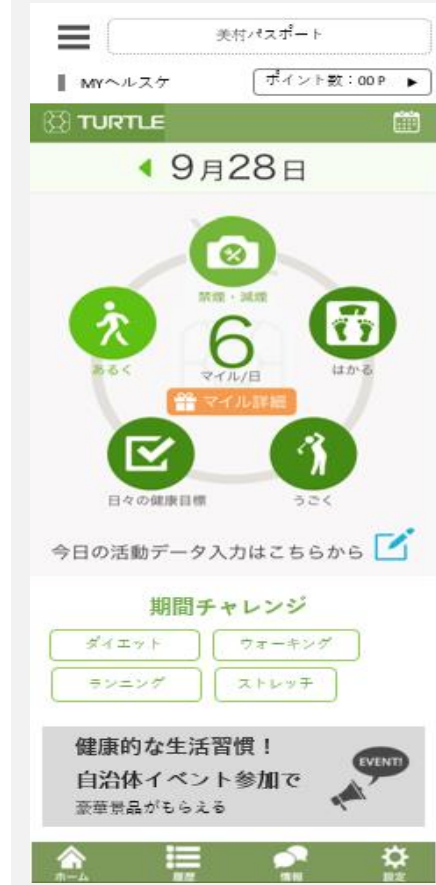 美村パスポート
MYヘルスケ
ポイント数：00 P ▶
TURTLE
9月28日
禁煙・減煙
あるく
6
マイル/日
はかる
マイル詳細
日々の健康目標
うごく
今日の活動データ入力はこちらから
期間チャレンジ
ダイエット
ウォーキング
ランニング
ストレッチ
健康的な生活習慣！
自治体イベント参加で
豪華景品がもらえる
EVENT!
ホーム
履歴
情報
設定